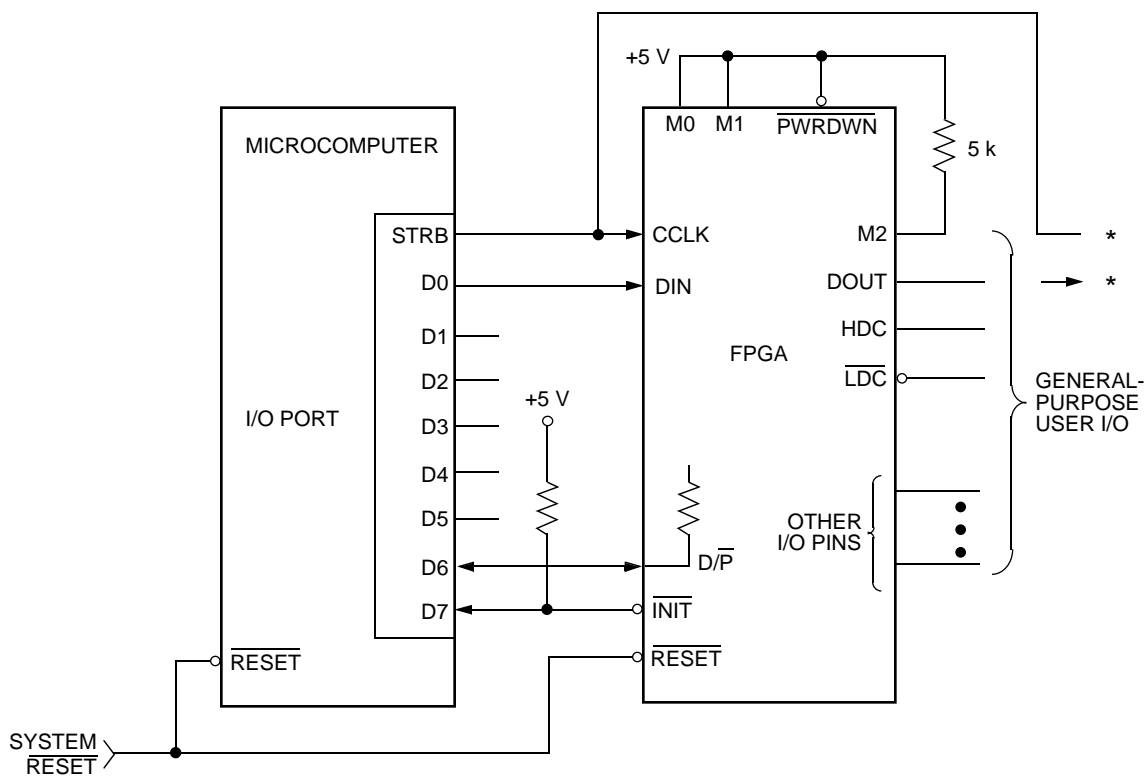 +5 V
M0
M1
PWRDWN
MICROCOMPUTER
5 k
STRB
CCLK
M2
*
D0
DIN
DOUT
*
D1
HDC
FPGA
D2
LDC
+5 V
GENERAL-
PURPOSE
USER I/O
I/O PORT
D3
D4
D5
OTHER
I/O PINS
D6
D/P
D7
INIT
RESET
RESET
SYSTEM
RESET